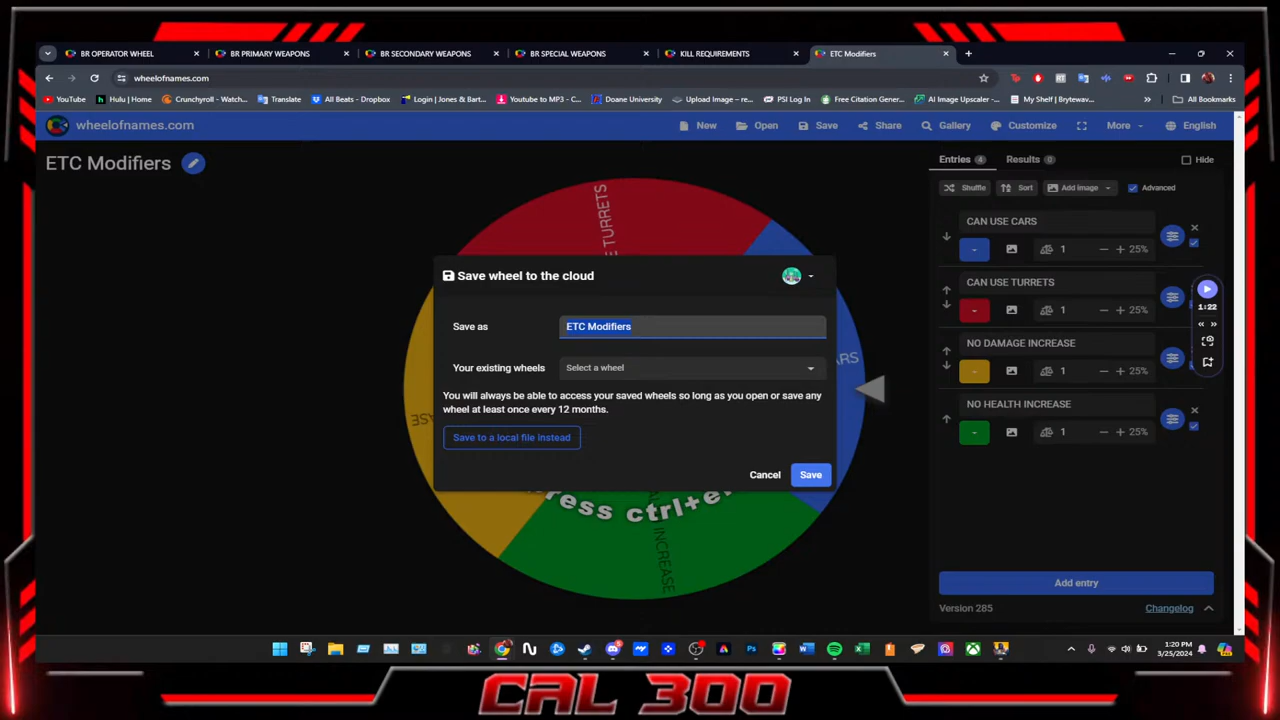 BR OPERATOR WHEEL
BR PRIMARY WEAPONS
BR SECONDARY WEAPONS
BR SPECIAL WEAPONS
KILL REQUIREMENTS
ETC Modifiers
wheelofnames.com
YouTube
Hulu | Home
Crunchyroll - Watch...
Translate
All Beats - Dropbox
Login | Jones & Bart...
Youtube to MP3 - C...
Doane University
Upload Image – re...
PSI Log In
Free Citation Gener...
AI Image Upscaler -...
My Shelf | Brytewav...
All Bookmarks
wheelofnames.com
New
Open
Save
Share
Gallery
Customize
More
English
ETC Modifiers
Entries 4
Results 0
Hide
Shuffle
Sort
Add image
Advanced
CAN USE CARS
- 1 25%
CAN USE TURRETS
- 1 25%
NO DAMAGE INCREASE
- 1 25%
NO HEALTH INCREASE
- 1 25%
1:22
E TURRETS
ARS
INCREASE
ress ctrl+e
Save wheel to the cloud
Save as
ETC Modifiers
Your existing wheels
Select a wheel
You will always be able to access your saved wheels so long as you open or save any
wheel at least once every 12 months.
Save to a local file instead
Cancel
Save
Add entry
Version 285
Changelog
1:20 PM
3/25/2024
CAL 300